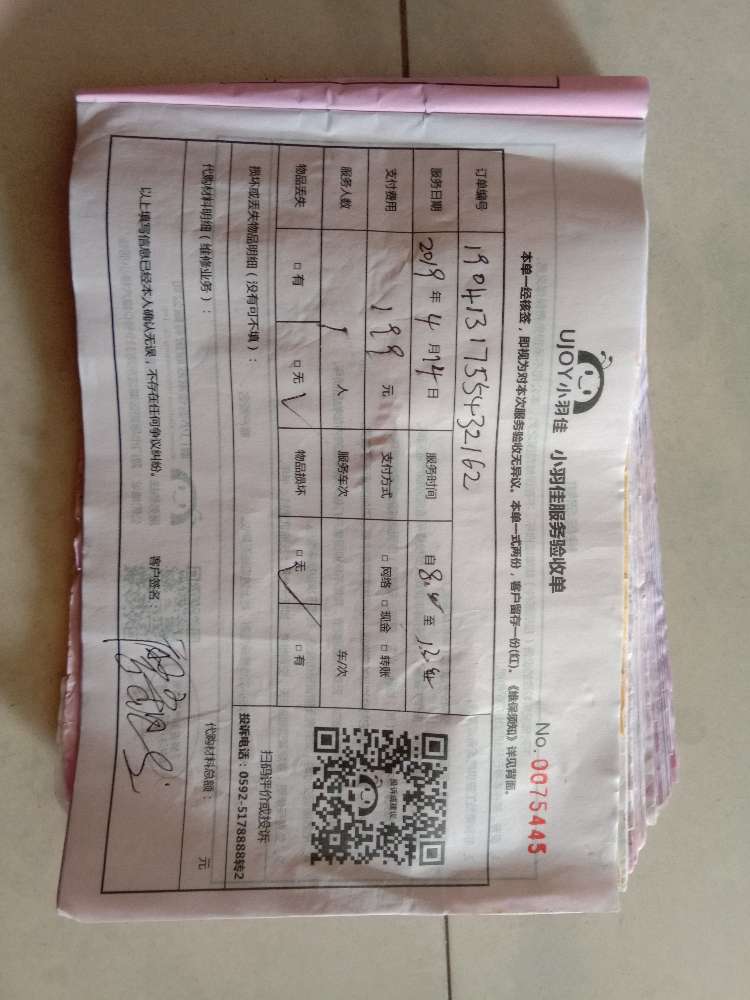 UJOY小羽佳 小羽佳服务验收单
No. 0075445
本单一经核签，即视为对本次服务验收无异议。本单一式两份，客户留存一份(红)。《维保须知》详见背面。
订单编号 190413175432162
服务日期 2019 年 4 月 14 日 服务时间 自 8. 至 12
支付费用 199 元 支付方式 □ 网络 □ 现金 □ 转账
服务人数 1 人 服务车次 车/次
物品丢失 □ 有 □ 无 √ 物品损坏 □ 无 √ □ 有
投诉或建议
扫码评价或投诉
投诉电话：0592-5178888转2
损坏或丢失物品明细（没有可不填）：
代购材料明细（维修业务）： 代购材料总额： 元
以上填写信息已经本人确认无误，不存在任何争议纠纷。 客户签名：